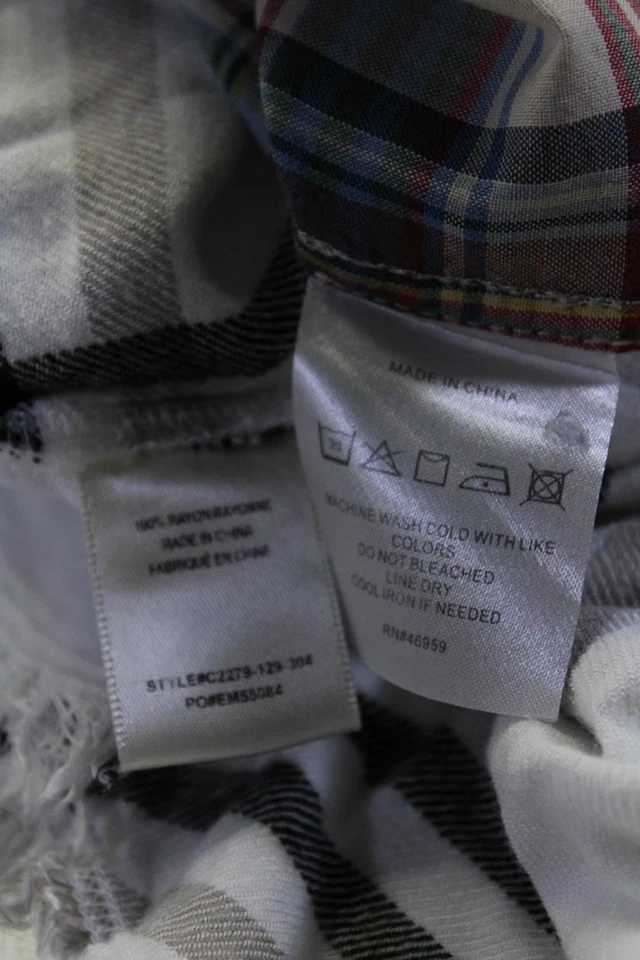 100% RAYON RAYONNE
MADE IN CHINA
FABRIQUE EN CHINE
STYLE#C2279-129-304
PO#EM55084
MADE IN CHINA
30
MACHINE WASH COLD WITH LIKE
COLORS
DO NOT BLEACHED
LINE DRY
COOL IRON IF NEEDED
RN#46959